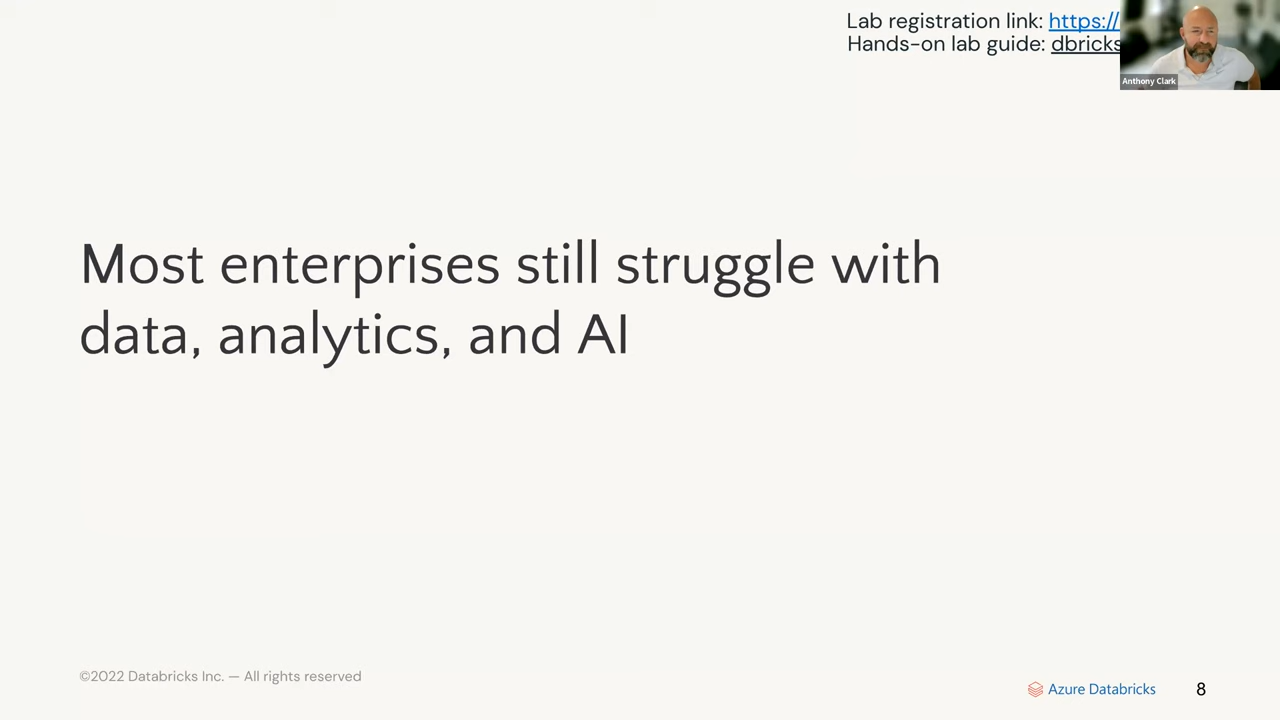 Lab registration link: https://
Hands-on lab guide: dbricks
Anthony Clark
Most enterprises still struggle with
data, analytics, and AI
©2022 Databricks Inc. — All rights reserved
Azure Databricks
8